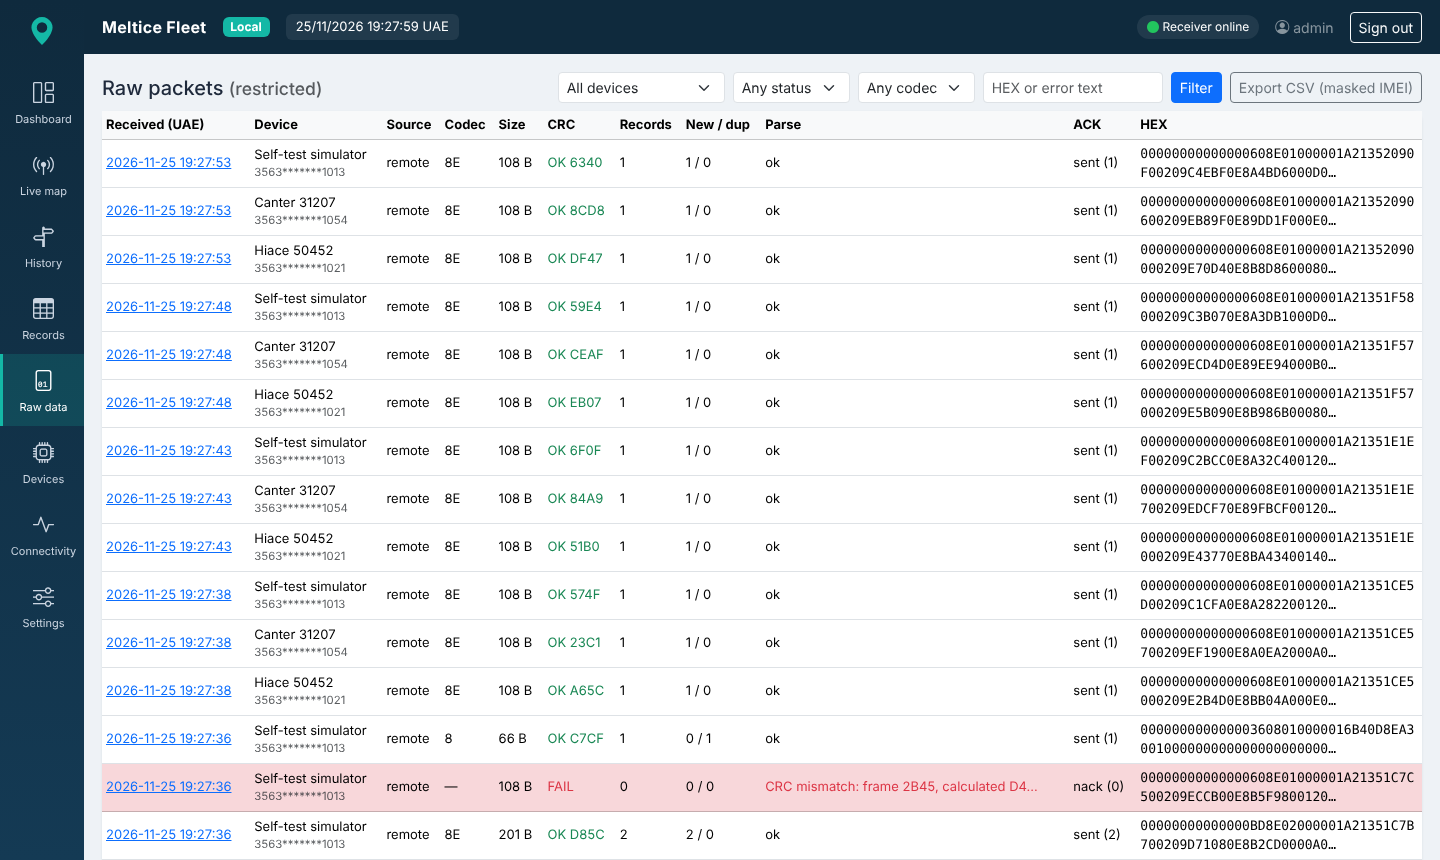 Meltice Fleet Local 25/11/2026 19:27:59 UAE Receiver online admin Sign out
Dashboard
Live map
History
Records
01
Raw data
Devices
Connectivity
Settings
Raw packets (restricted) All devices Any status Any codec HEX or error text Filter Export CSV (masked IMEI)
Received (UAE) Device Source Codec Size CRC Records New / dup Parse ACK HEX
2026-11-25 19:27:53 Self-test simulator remote 8E 108 B OK 6340 1 1 / 0 ok sent (1) 00000000000000608E01000001A21352090
3563*******1013 F00209C4EBF0E8A4BD6000D0…
2026-11-25 19:27:53 Canter 31207 remote 8E 108 B OK 8CD8 1 1 / 0 ok sent (1) 00000000000000608E01000001A21352090
3563*******1054 600209EB89F0E89DD1F000E0…
2026-11-25 19:27:53 Hiace 50452 remote 8E 108 B OK DF47 1 1 / 0 ok sent (1) 00000000000000608E01000001A21352090
3563*******1021 000209E70D40E8B8D8600080…
2026-11-25 19:27:48 Self-test simulator remote 8E 108 B OK 59E4 1 1 / 0 ok sent (1) 00000000000000608E01000001A21351F58
3563*******1013 000209C3B070E8A3DB1000D0…
2026-11-25 19:27:48 Canter 31207 remote 8E 108 B OK CEAF 1 1 / 0 ok sent (1) 00000000000000608E01000001A21351F57
3563*******1054 600209ECD4D0E89EE94000B0…
2026-11-25 19:27:48 Hiace 50452 remote 8E 108 B OK EB07 1 1 / 0 ok sent (1) 00000000000000608E01000001A21351F57
3563*******1021 000209E5B090E8B986B00080…
2026-11-25 19:27:43 Self-test simulator remote 8E 108 B OK 6F0F 1 1 / 0 ok sent (1) 00000000000000608E01000001A21351E1E
3563*******1013 F00209C2BCC0E8A32C400120…
2026-11-25 19:27:43 Canter 31207 remote 8E 108 B OK 84A9 1 1 / 0 ok sent (1) 00000000000000608E01000001A21351E1E
3563*******1054 700209EDCF70E89FBCF00120…
2026-11-25 19:27:43 Hiace 50452 remote 8E 108 B OK 51B0 1 1 / 0 ok sent (1) 00000000000000608E01000001A21351E1E
3563*******1021 000209E43770E8BA43400140…
2026-11-25 19:27:38 Self-test simulator remote 8E 108 B OK 574F 1 1 / 0 ok sent (1) 00000000000000608E01000001A21351CE5
3563*******1013 D00209C1CFA0E8A282200120…
2026-11-25 19:27:38 Canter 31207 remote 8E 108 B OK 23C1 1 1 / 0 ok sent (1) 00000000000000608E01000001A21351CE5
3563*******1054 700209EF1900E8A0EA2000A0…
2026-11-25 19:27:38 Hiace 50452 remote 8E 108 B OK A65C 1 1 / 0 ok sent (1) 00000000000000608E01000001A21351CE5
3563*******1021 000209E2B4D0E8BB04A000E0…
2026-11-25 19:27:36 Self-test simulator remote 8 66 B OK C7CF 1 0 / 1 ok sent (1) 000000000000003608010000016B40D8EA3
3563*******1013 0010000000000000000000000…
2026-11-25 19:27:36 Self-test simulator remote — 108 B FAIL 0 0 / 0 CRC mismatch: frame 2B45, calculated D4… nack (0) 00000000000000608E01000001A21351C7C
3563*******1013 500209ECCB00E8B5F9800120…
2026-11-25 19:27:36 Self-test simulator remote 8E 201 B OK D85C 2 2 / 0 ok sent (2) 00000000000000BD8E02000001A21351C7B
3563*******1013 700209D71080E8B2CD0000A0…